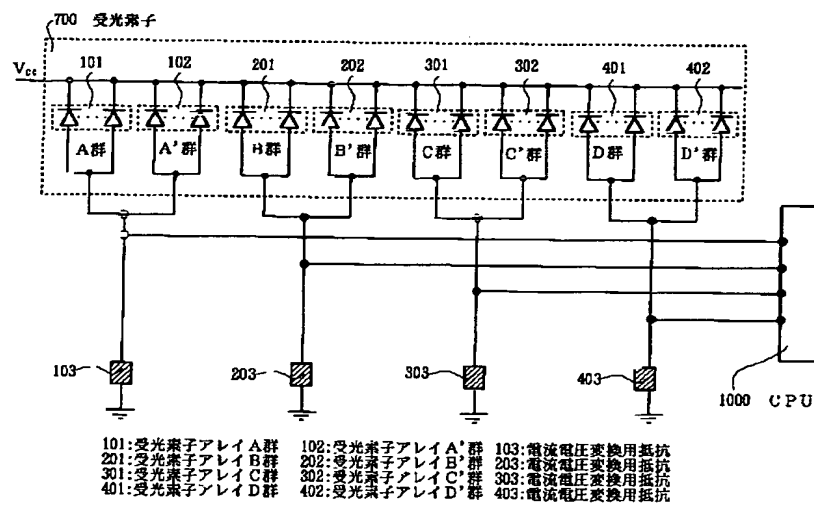 700 受光素子
Vcc 101 102 201 202 301 302 401 402
A群 A'群 B群 B'群 C群 C'群 D群 D'群
103 203 303 403
1000 CPU
101:受光素子アレイA群 102:受光素子アレイA'群 103:電流電圧変換用抵抗
201:受光素子アレイB群 202:受光素子アレイB'群 203:電流電圧変換用抵抗
301:受光素子アレイC群 302:受光素子アレイC'群 303:電流電圧変換用抵抗
401:受光素子アレイD群 402:受光素子アレイD'群 403:電流電圧変換用抵抗